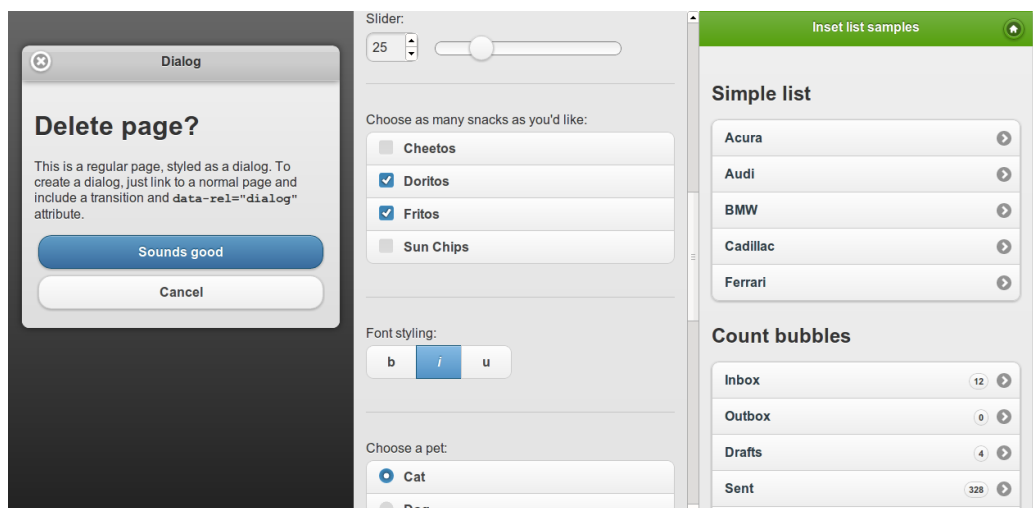 Dialog
Delete page?
This is a regular page, styled as a dialog. To
create a dialog, just link to a normal page and
include a transition and data-rel="dialog"
attribute.
Sounds good
Cancel
Slider:
25
Choose as many snacks as you'd like:
Cheetos
Doritos
Fritos
Sun Chips
Font styling:
b i u
Choose a pet:
Cat
Dog
Inset list samples
Simple list
Acura
Audi
BMW
Cadillac
Ferrari
Count bubbles
Inbox 12
Outbox 0
Drafts 4
Sent 328